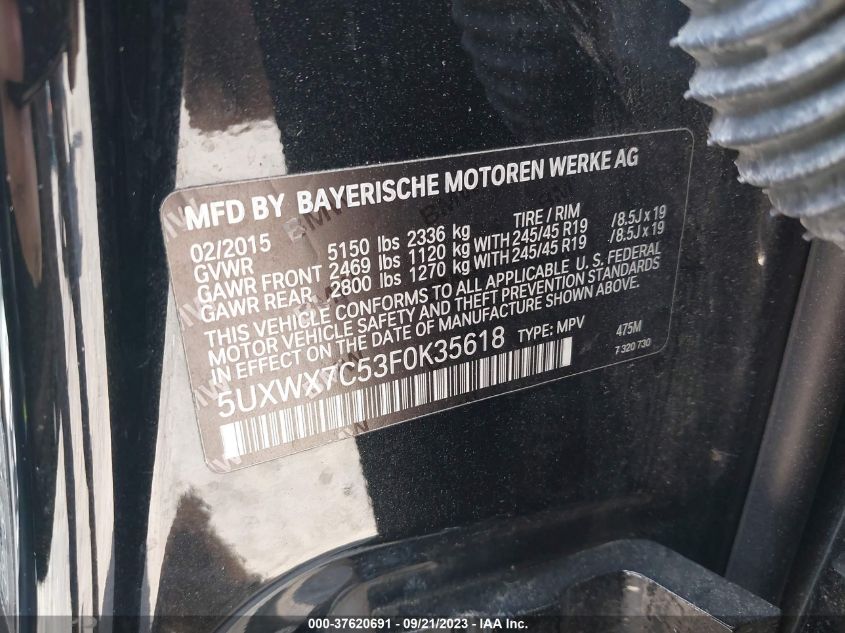 MFD BY BAYERISCHE MOTOREN WERKE AG
02/2015 TIRE / RIM
GVWR 5150 lbs 2336 kg
GAWR FRONT 2469 lbs 1120 kg WITH 245/45 R19 / 8.5J x 19
GAWR REAR 2800 lbs 1270 kg WITH 245/45 R19 / 8.5J x 19
THIS VEHICLE CONFORMS TO ALL APPLICABLE U.S. FEDERAL
MOTOR VEHICLE SAFETY AND THEFT PREVENTION STANDARDS
IN EFFECT ON THE DATE OF MANUFACTURE SHOWN ABOVE.
5UXWX7C53F0K35618 TYPE: MPV 475M
7 320 730
000-37620691 - 09/21/2023 - IAA Inc.